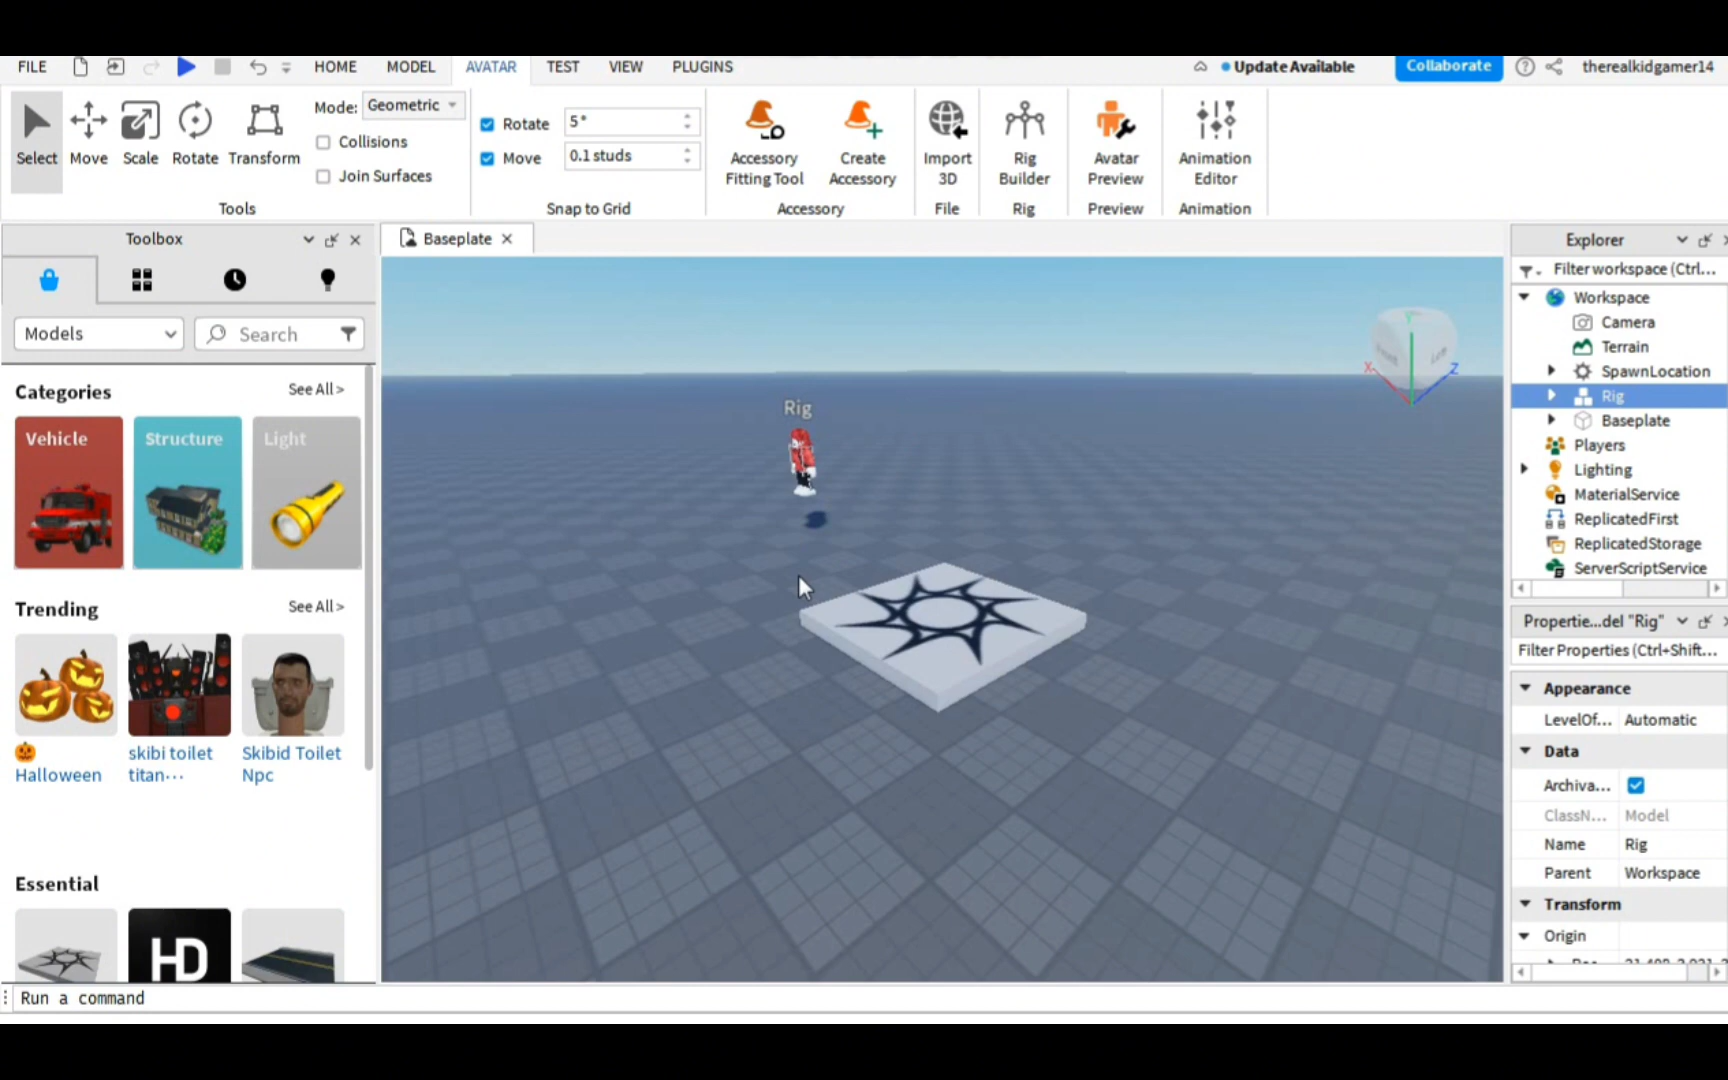 FILE HOME MODEL AVATAR TEST VIEW PLUGINS Update Available Collaborate therealkidgamer14
Select Move Scale Rotate Transform
Mode: Geometric
Collisions
Join Surfaces
Tools
Rotate 5°
Move 0.1 studs
Snap to Grid
Accessory
Fitting Tool
Create
Accessory
Accessory
Import
3D
File
Rig
Builder
Rig
Avatar
Preview
Preview
Animation
Editor
Animation
Toolbox
Models Search
Categories See All >
Vehicle Structure Light
Trending See All >
Halloween
skibi toilet
titan...
Skibid Toilet
Npc
Essential
HD
Run a command
Baseplate
Rig
Y
X
Z
Explorer
Filter workspace (Ctrl...
Workspace
Camera
Terrain
SpawnLocation
Rig
Baseplate
Players
Lighting
MaterialService
ReplicatedFirst
ReplicatedStorage
ServerScriptService
Propertie...del "Rig"
Filter Properties (Ctrl+Shift...
Appearance
LevelOf... Automatic
Data
Archiva...
ClassN... Model
Name Rig
Parent Workspace
Transform
Origin